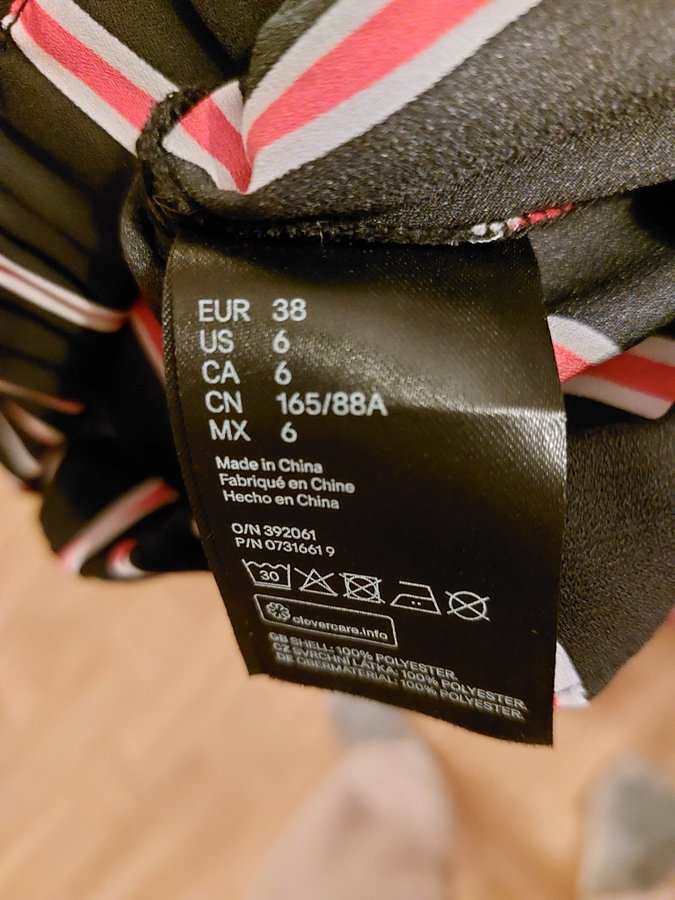 EUR 38
US 6
CA 6
CN 165/88A
MX 6
Made in China
Fabriqué en Chine
Hecho en China
O/N 392061
P/N 0731661 9
30
clevercare.info
GB SHELL: 100% POLYESTER.
CZ SVRCHNÍ LÁTKA: 100% POLYESTER.
DE OBERMATERIAL: 100% POLYESTER.